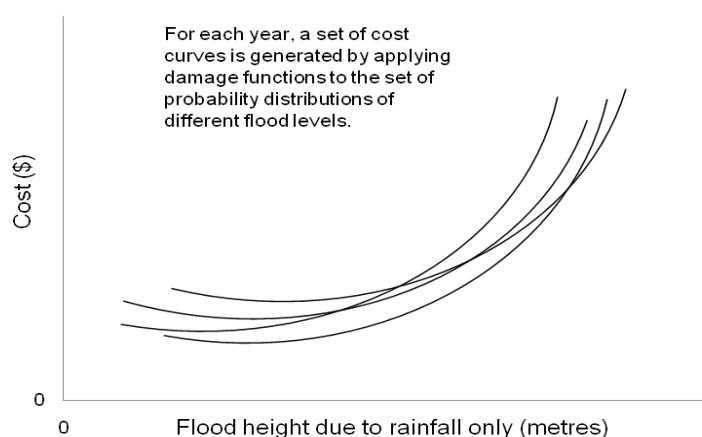 For each year, a set of cost
curves is generated by applying
damage functions to the set of
probability distributions of
different flood levels.
Cost ($)
0
0
Flood height due to rainfall only (metres)